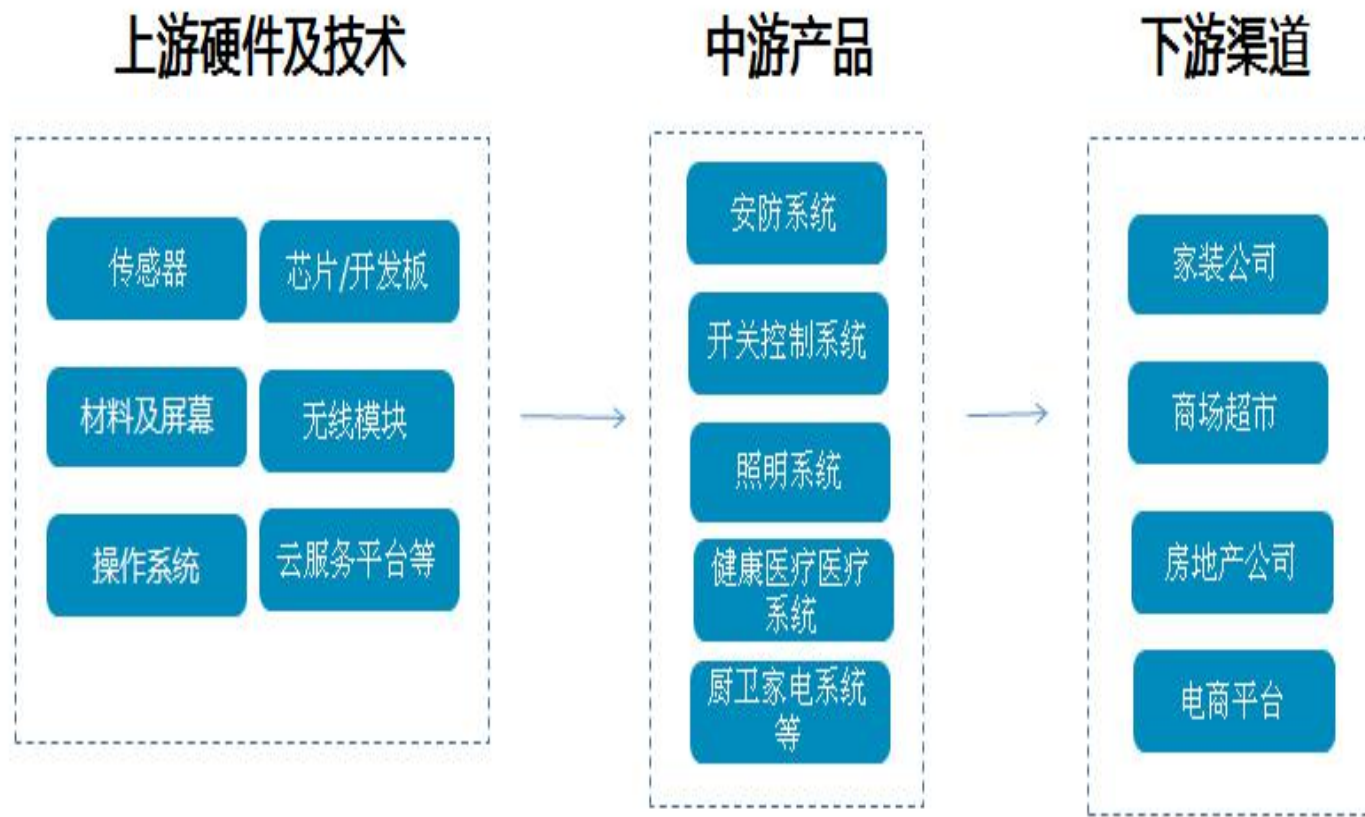 上游硬件及技术
中游产品
下游渠道
传感器
芯片/开发板
材料及屏幕
无线模块
操作系统
云服务平台等
安防系统
开关控制系统
照明系统
健康医疗医疗
系统
厨卫家电系统
等
家装公司
商场超市
房地产公司
电商平台